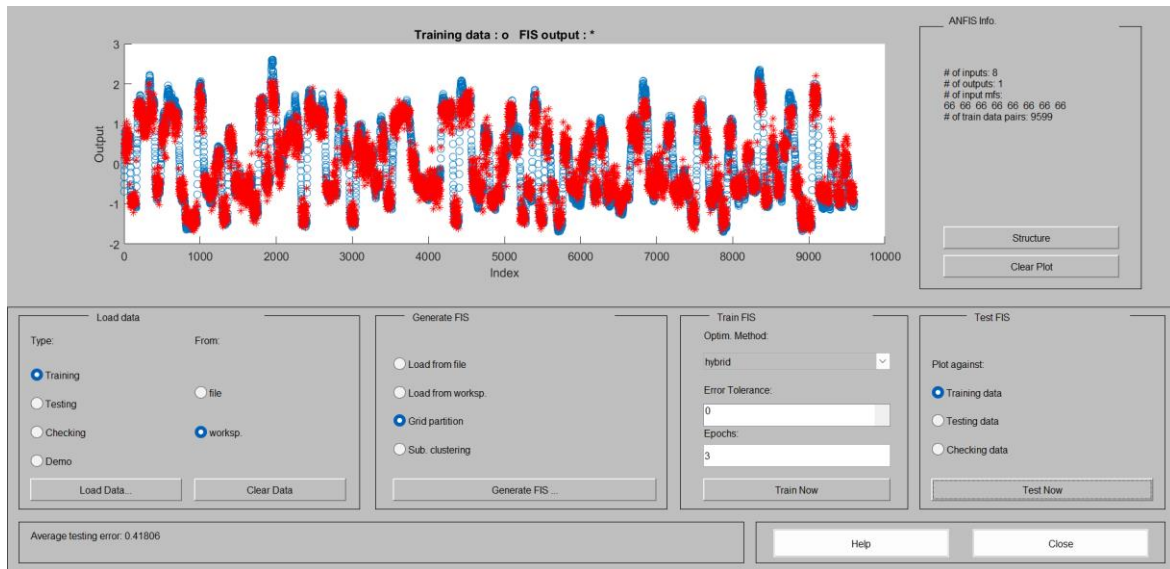 Training data : o   FIS output : *
3
2
1
0
-1
-2
Output
0 1000 2000 3000 4000 5000 6000 7000 8000 9000 10000
Index
ANFIS Info.
# of inputs: 8
# of outputs: 1
# of input mfs:
66 66 66 66 66 66 66 66
# of train data pairs: 9599
Structure
Clear Plot
Load data
Type:
From:
Training
Testing
Checking
Demo
file
worksp.
Load Data...
Clear Data
Generate FIS
Load from file
Load from worksp.
Grid partition
Sub. clustering
Generate FIS ...
Train FIS
Optim. Method:
hybrid
Error Tolerance:
0
Epochs:
3
Train Now
Test FIS
Plot against:
Training data
Testing data
Checking data
Test Now
Average testing error: 0.41806
Help
Close